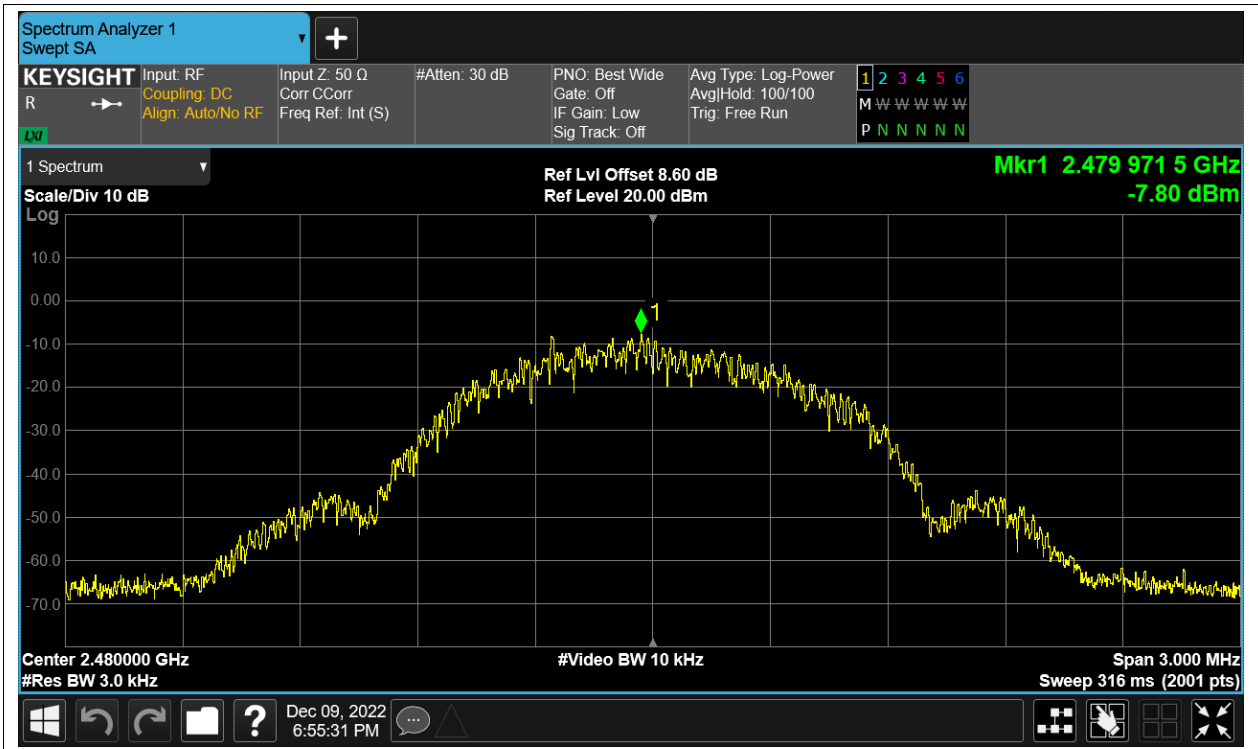 Spectrum Analyzer 1
Swept SA
KEYSIGHT
R
LXI
Input: RF
Coupling: DC
Align: Auto/No RF
Input Z: 50 Ω
Corr CCorr
Freq Ref: Int (S)
#Atten: 30 dB
PNO: Best Wide
Gate: Off
IF Gain: Low
Sig Track: Off
Avg Type: Log-Power
Avg|Hold: 100/100
Trig: Free Run
1 2 3 4 5 6
M W W W W W W
P N N N N N
1 Spectrum
Scale/Div 10 dB
Log
Ref Lvl Offset 8.60 dB
Ref Level 20.00 dBm
Mkr1 2.479 971 5 GHz
-7.80 dBm
10.0
0.00
1
-10.0
-20.0
-30.0
-40.0
-50.0
-60.0
-70.0
Center 2.480000 GHz
#Video BW 10 kHz
Span 3.000 MHz
#Res BW 3.0 kHz
Sweep 316 ms (2001 pts)
?
Dec 09, 2022
6:55:31 PM